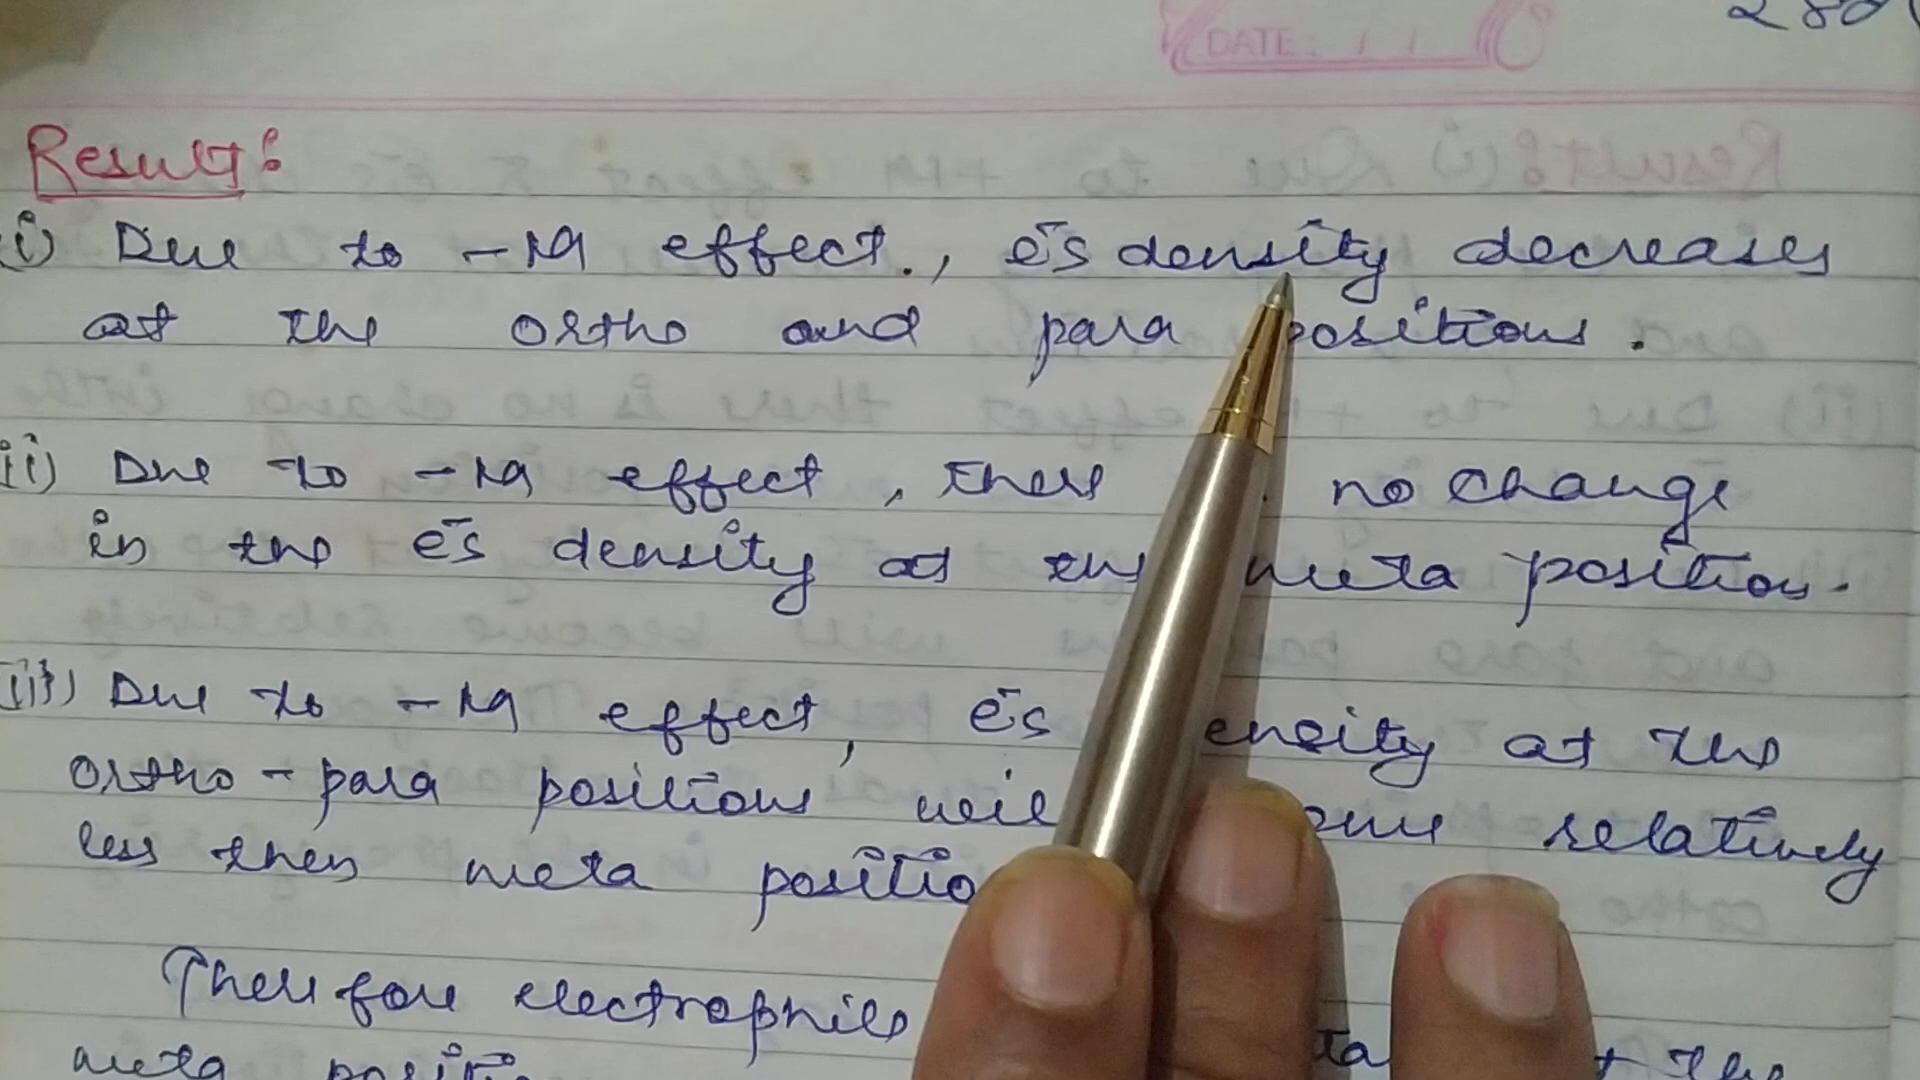 DATE: / /
Result:
i) Due to -M effect., e⁻s density decreases
at the ortho and para positions.
ii) Due to -M effect, there no change
in the e⁻s density at the meta position.
iii) Due to -M effect, e⁻s ensity at the
ortho-para positions relatively
less then meta positio
Therefore electrophile
meta the